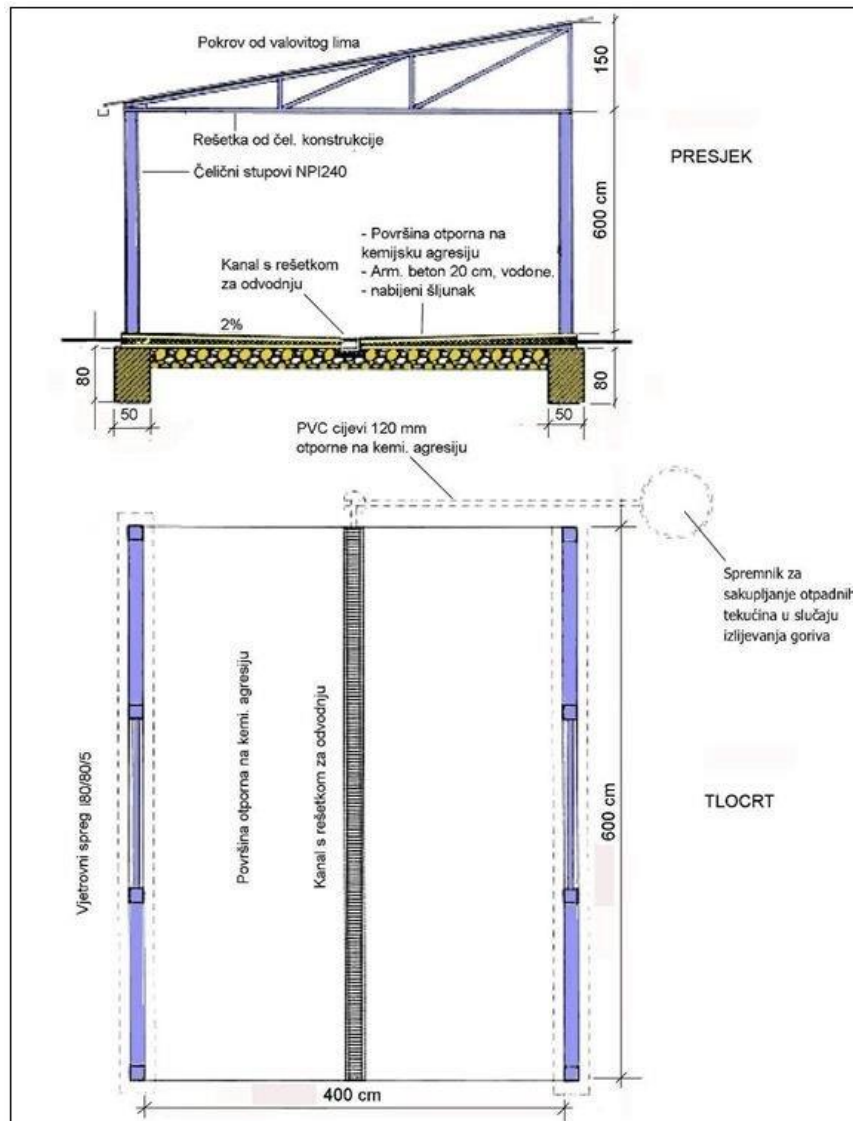 Pokrov od valovitog lima
150
Rešetka od čel. konstrukcije
Čelični stupovi NPI240
PRESJEK
600 cm
- Površina otporna na
kemijsku agresiju
- Arm. beton 20 cm, vodone.
- nabijeni šljunak
Kanal s rešetkom
za odvodnju
2%
80
80
50
50
PVC cijevi 120 mm
otporne na kemi. agresiju
Spremnik za
sakupljanje otpadnih
tekućina u slučaju
izlijevanja goriva
Vjetrovni spreg l80/80/5
Površina otporna na kemi. agresiju
Kanal s rešetkom za odvodnju
600 cm
TLOCRT
400 cm